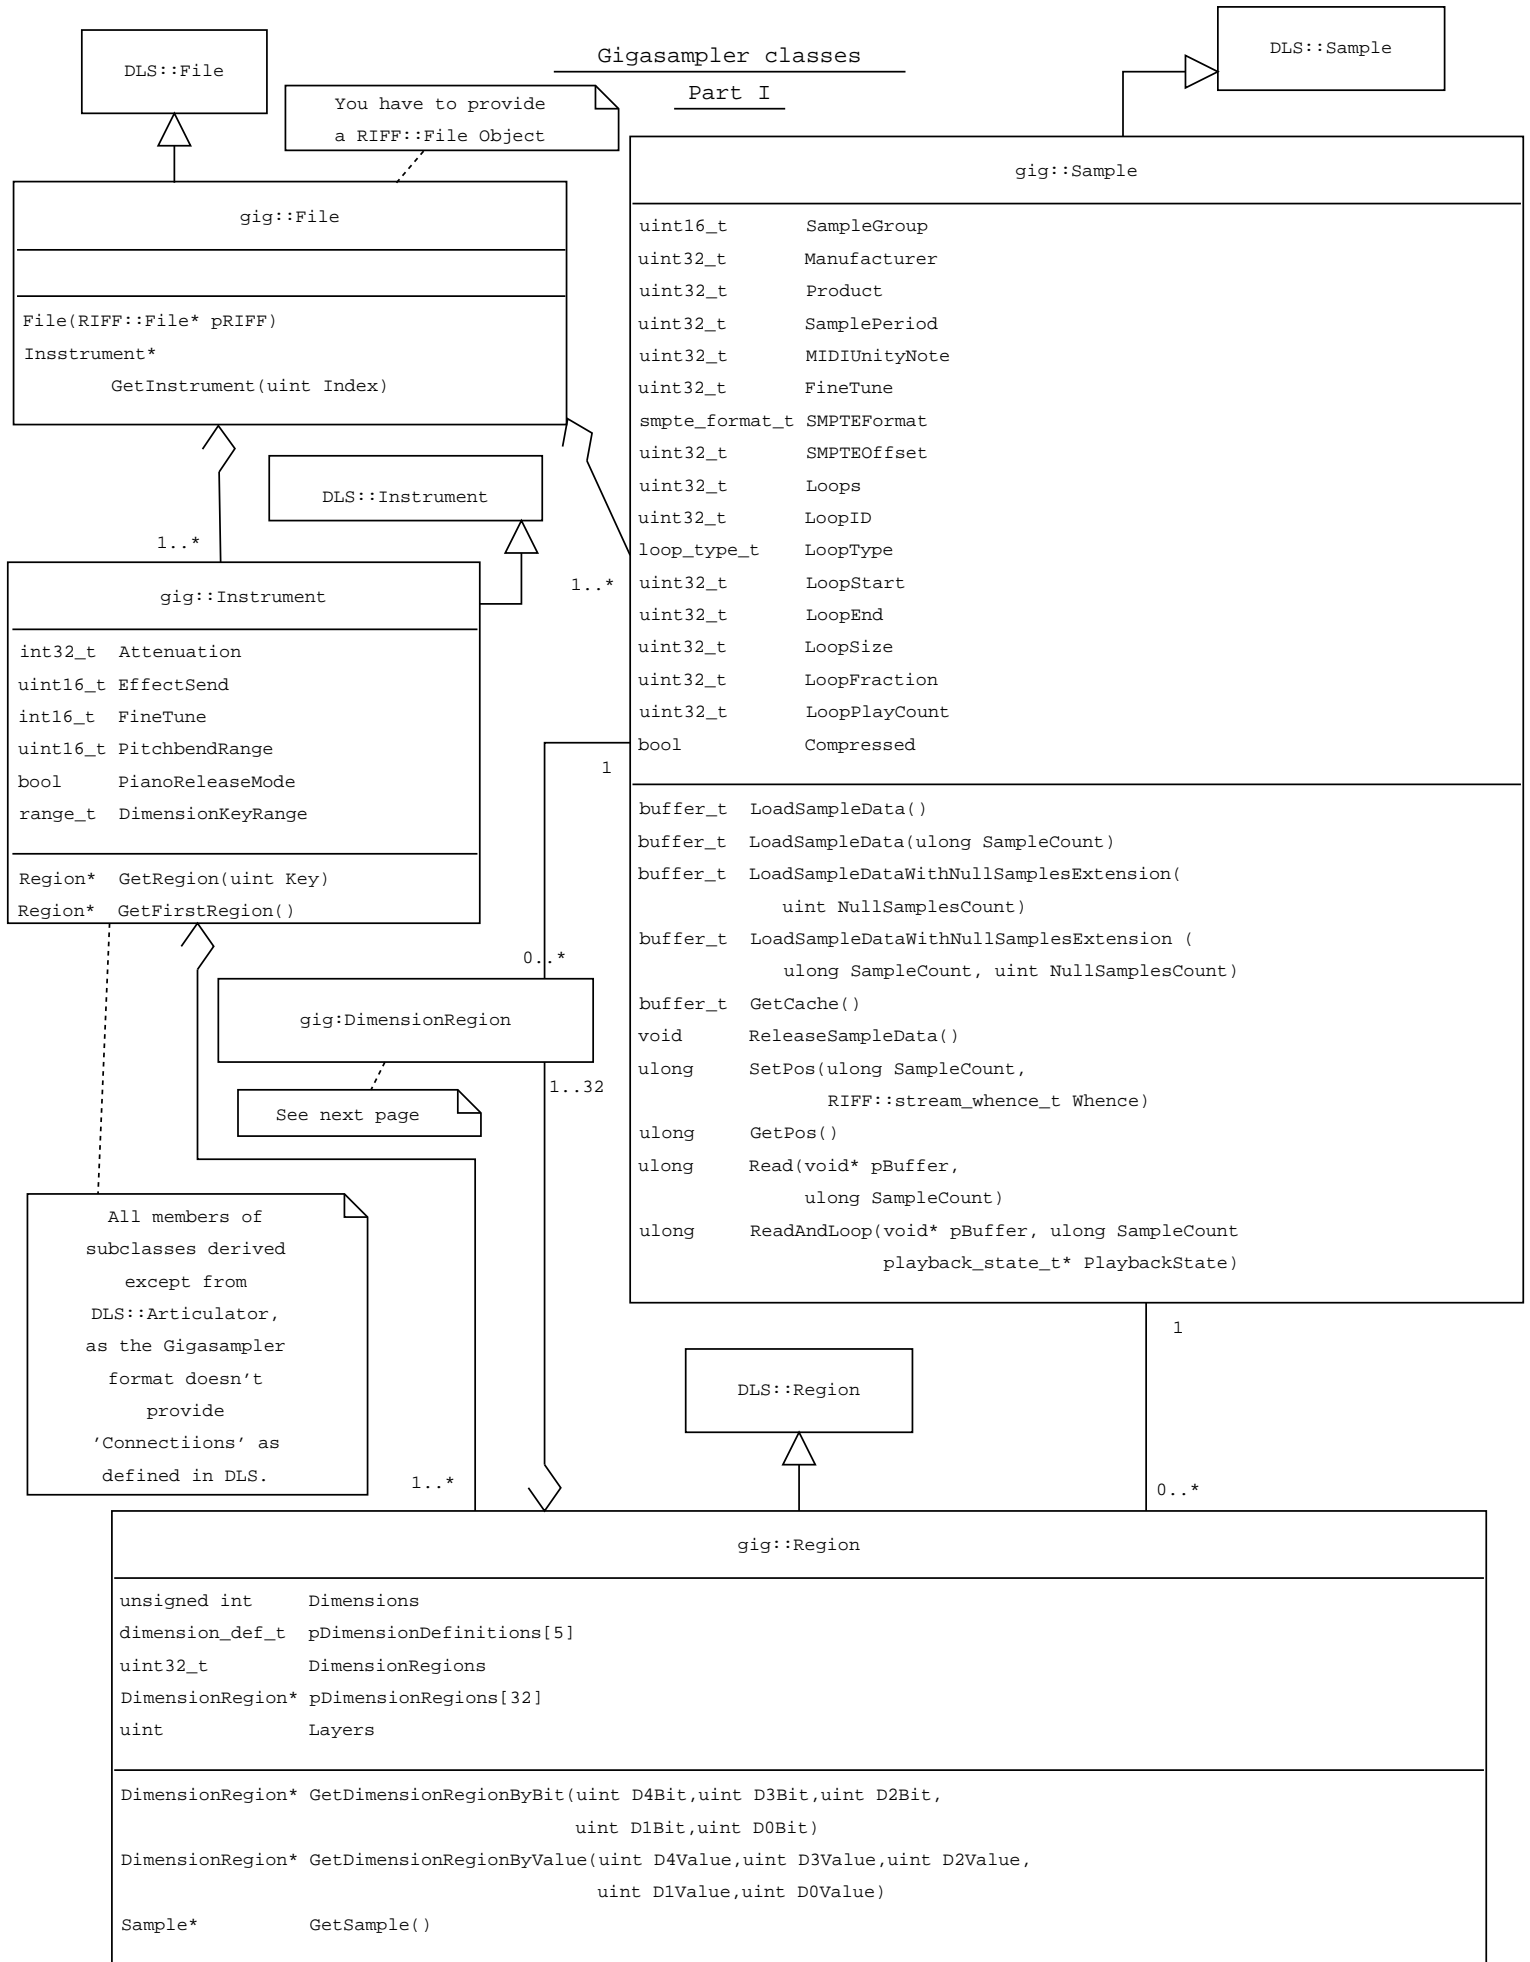 Gigasampler classes
Part I
DLS::File
DLS::Sample
You have to provide
a RIFF::File Object
gig::File
File(RIFF::File* pRIFF)
Insstrument*
GetInstrument(uint Index)
DLS::Instrument
1..*
1..*
gig::Instrument
int32_t Attenuation
uint16_t EffectSend
int16_t FineTune
uint16_t PitchbendRange
bool PianoReleaseMode
range_t DimensionKeyRange
Region* GetRegion(uint Key)
Region* GetFirstRegion()
gig::Sample
uint16_t SampleGroup
uint32_t Manufacturer
uint32_t Product
uint32_t SamplePeriod
uint32_t MIDIUnityNote
uint32_t FineTune
smpte_format_t SMPTEFormat
uint32_t SMPTEOffset
uint32_t Loops
uint32_t LoopID
loop_type_t LoopType
uint32_t LoopStart
uint32_t LoopEnd
uint32_t LoopSize
uint32_t LoopFraction
uint32_t LoopPlayCount
bool Compressed
buffer_t LoadSampleData()
buffer_t LoadSampleData(ulong SampleCount)
buffer_t LoadSampleDataWithNullSamplesExtension(
uint NullSamplesCount)
buffer_t LoadSampleDataWithNullSamplesExtension (
ulong SampleCount, uint NullSamplesCount)
buffer_t GetCache()
void ReleaseSampleData()
ulong SetPos(ulong SampleCount,
RIFF::stream_whence_t Whence)
ulong GetPos()
ulong Read(void* pBuffer,
ulong SampleCount)
ulong ReadAndLoop(void* pBuffer, ulong SampleCount
playback_state_t* PlaybackState)
1
0..*
gig:DimensionRegion
1..32
See next page
All members of
subclasses derived
except from
DLS::Articulator,
as the Gigasampler
format doesn't
provide
'Connectiions' as
defined in DLS.
1..*
1
DLS::Region
0..*
gig::Region
unsigned int Dimensions
dimension_def_t pDimensionDefinitions[5]
uint32_t DimensionRegions
DimensionRegion* pDimensionRegions[32]
uint Layers
DimensionRegion* GetDimensionRegionByBit(uint D4Bit,uint D3Bit,uint D2Bit,
uint D1Bit,uint D0Bit)
DimensionRegion* GetDimensionRegionByValue(uint D4Value,uint D3Value,uint D2Value,
uint D1Value,uint D0Value)
Sample* GetSample()